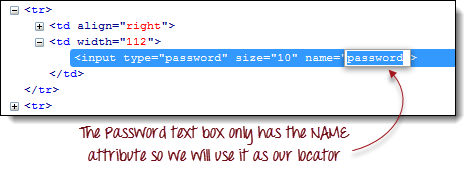 <tr>
<td align="right">
<td width="112">
<input type="password" size="10" name="password">
</td>
</tr>
<tr>
The Password text box only has the NAME
attribute so we will use it as our locator